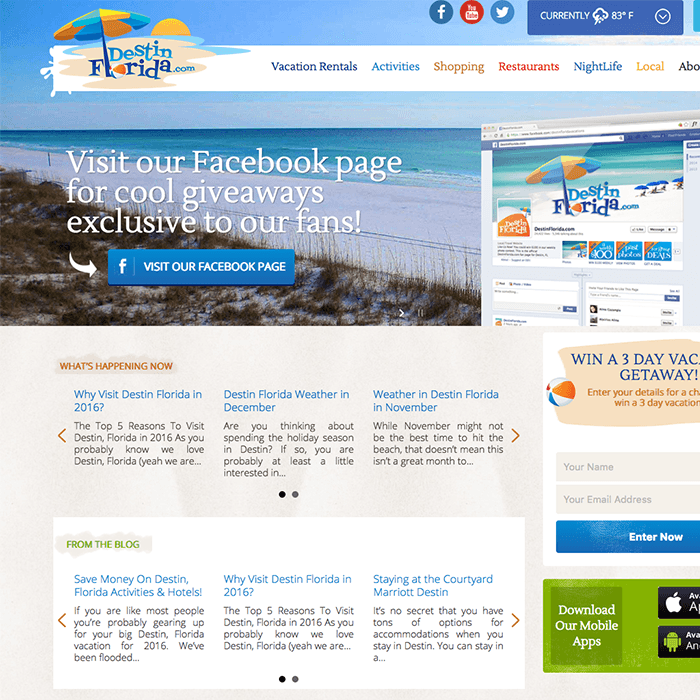 CURRENTLY 83° F
Destin
Florida.com
Vacation Rentals Activities Shopping Restaurants NightLife Local Abo
Visit our Facebook page
for cool giveaways
exclusive to our fans!
VISIT OUR FACEBOOK PAGE
Destin
Florida.com
DestinFlorida.com
WHAT'S HAPPENING NOW
Why Visit Destin Florida in
2016?
The Top 5 Reasons To Visit
Destin, Florida in 2016 As you
probably know we love
Destin, Florida (yeah we are...
Destin Florida Weather in
December
Are you thinking about
spending the holiday season
in Destin? If so, you are
probably at least a little
interested in...
Weather in Destin Florida
in November
While November might not
be the best time to hit the
beach, that doesn't mean this
isn't a great month to...
WIN A 3 DAY VACA
GETAWAY!
Enter your details for a cha
win a 3 day vacation
Your Name
Your Email Address
Enter Now
FROM THE BLOG
Save Money On Destin,
Florida Activities & Hotels!
If you are like most people
you're probably gearing up
for your big Destin, Florida
vacation for 2016. We've
been flooded...
Why Visit Destin Florida in
2016?
The Top 5 Reasons To Visit
Destin, Florida in 2016 As you
probably know we love
Destin, Florida (yeah we are...
Staying at the Courtyard
Marriott Destin
It's no secret that you have
tons of options for
accommodations when you
stay in Destin. You can stay in
a...
Download
Our Mobile
Apps
Ava
Ap
Ava
An